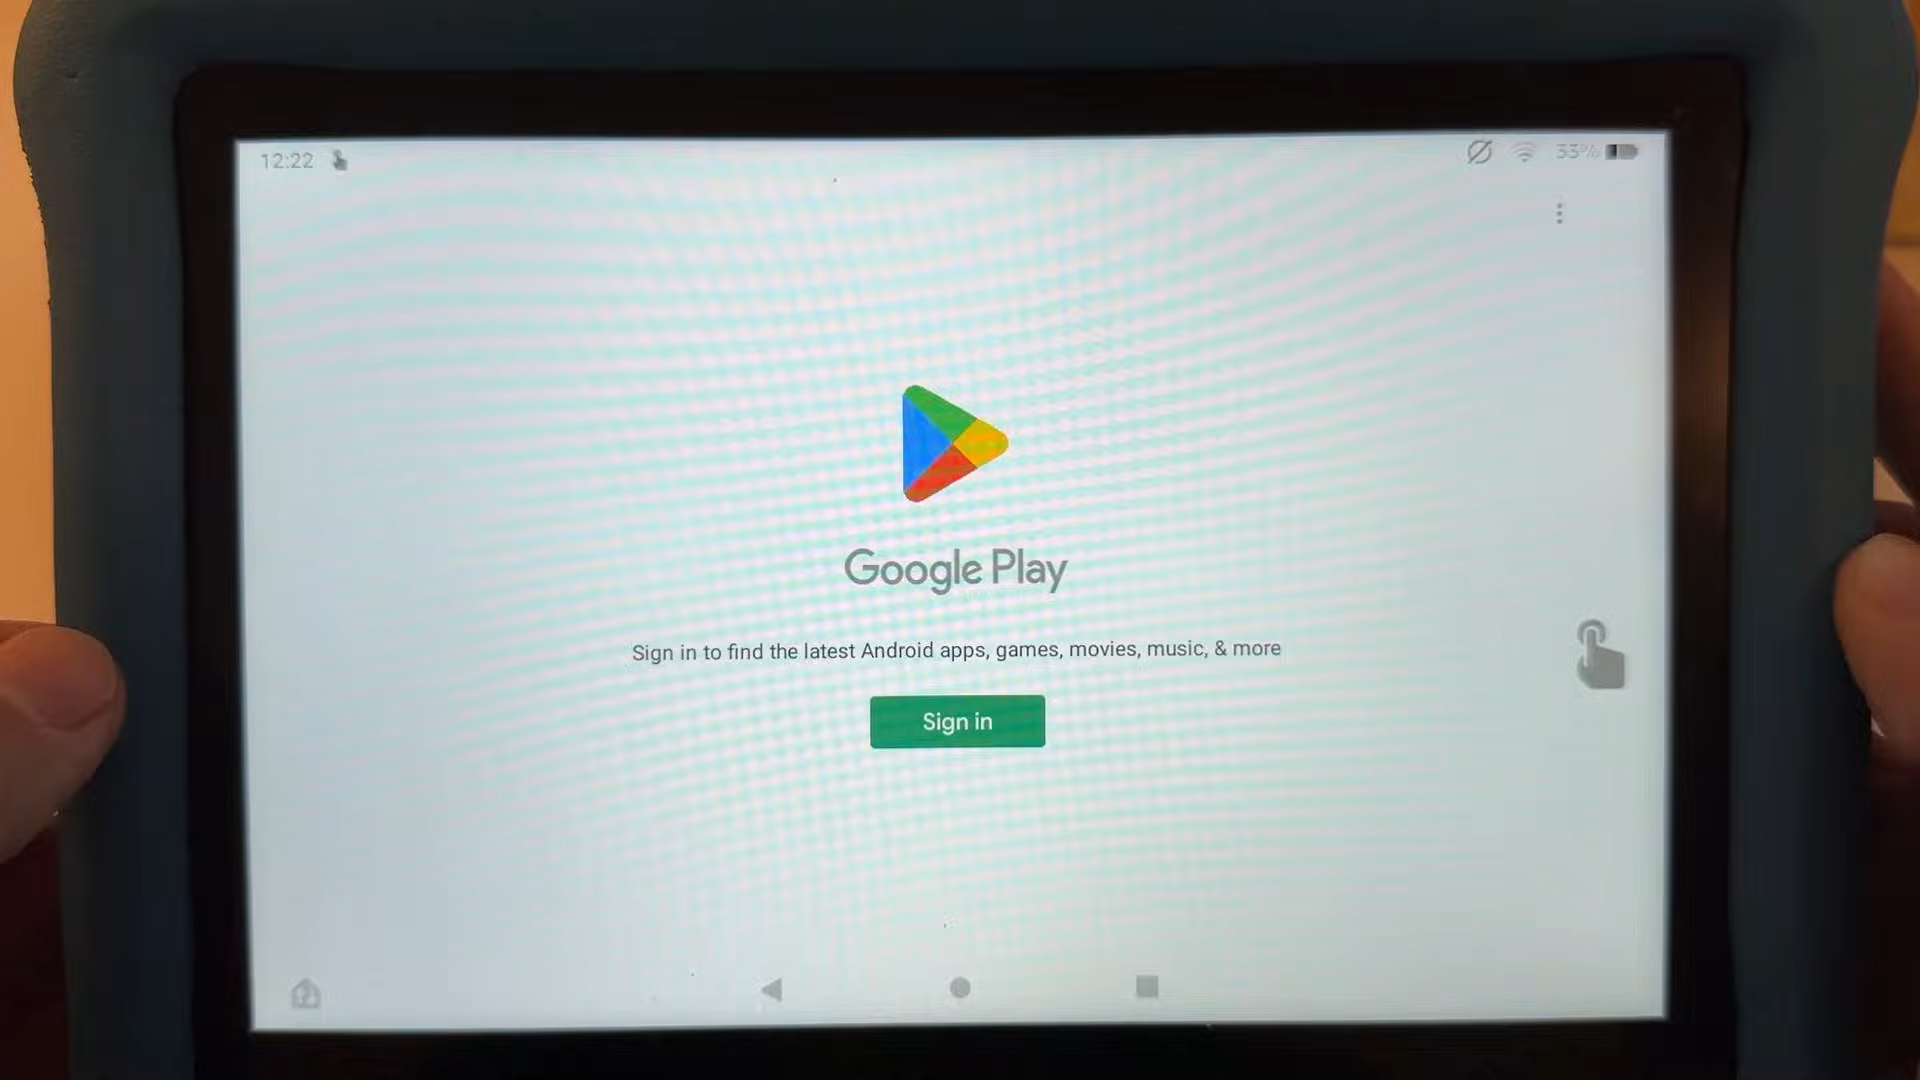 12:22
33%
Google Play
Sign in to find the latest Android apps, games, movies, music, & more
Sign in